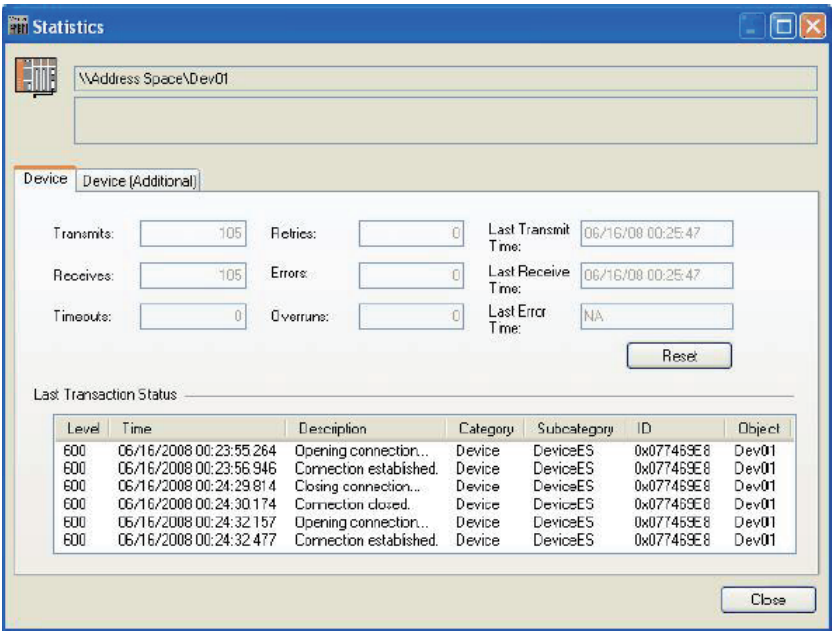 Statistics
\\Address Space\Dev01
Device Device (Additional)
Transmits: 105 Retries: 0 Last Transmit Time: 06/16/08 00:25:47
Receives: 105 Errors: 0 Last Receive Time: 06/16/08 00:25:47
Timeouts: 0 Overruns: 0 Last Error Time: NA
Reset
Last Transaction Status
Level Time Description Category Subcategory ID Object
600 06/16/2008 00:23:55.264 Opening connection... Device DeviceES 0x077469E8 Dev01
600 06/16/2008 00:23:56.946 Connection established. Device DeviceES 0x077469E8 Dev01
600 06/16/2008 00:24:29.814 Closing connection... Device DeviceES 0x077469E8 Dev01
600 06/16/2008 00:24:30.174 Connection closed. Device DeviceES 0x077469E8 Dev01
600 06/16/2008 00:24:32.157 Opening connection... Device DeviceES 0x077469E8 Dev01
600 06/16/2008 00:24:32.477 Connection established. Device DeviceES 0x077469E8 Dev01
Close